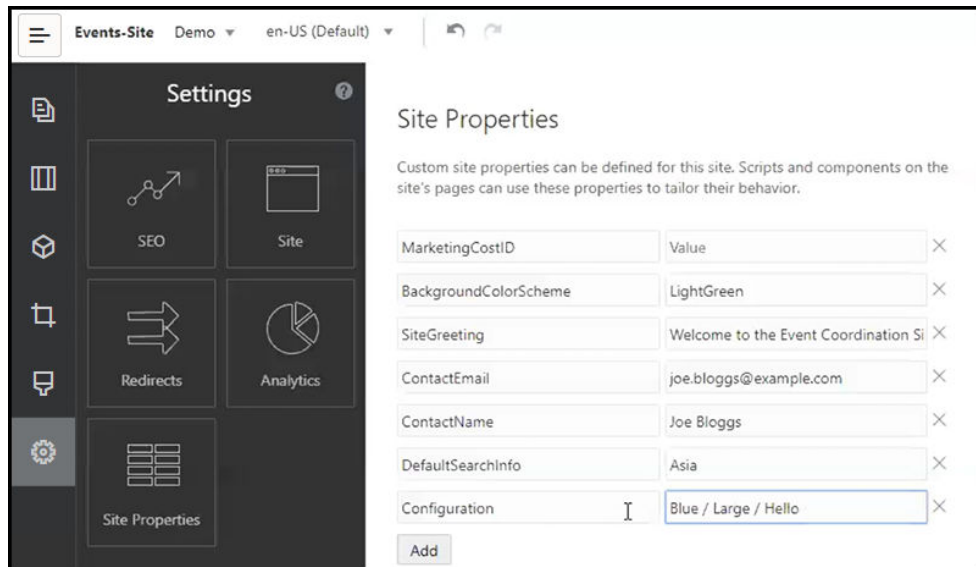 Events-Site Demo en-US (Default)
Settings
SEO
Site
Redirects
Analytics
Site Properties
Site Properties
Custom site properties can be defined for this site. Scripts and components on the
site's pages can use these properties to tailor their behavior.
MarketingCostID Value
BackgroundColorScheme LightGreen
SiteGreeting Welcome to the Event Coordination Si
ContactEmail joe.bloggs@example.com
ContactName Joe Bloggs
DefaultSearchInfo Asia
Configuration Blue / Large / Hello
Add